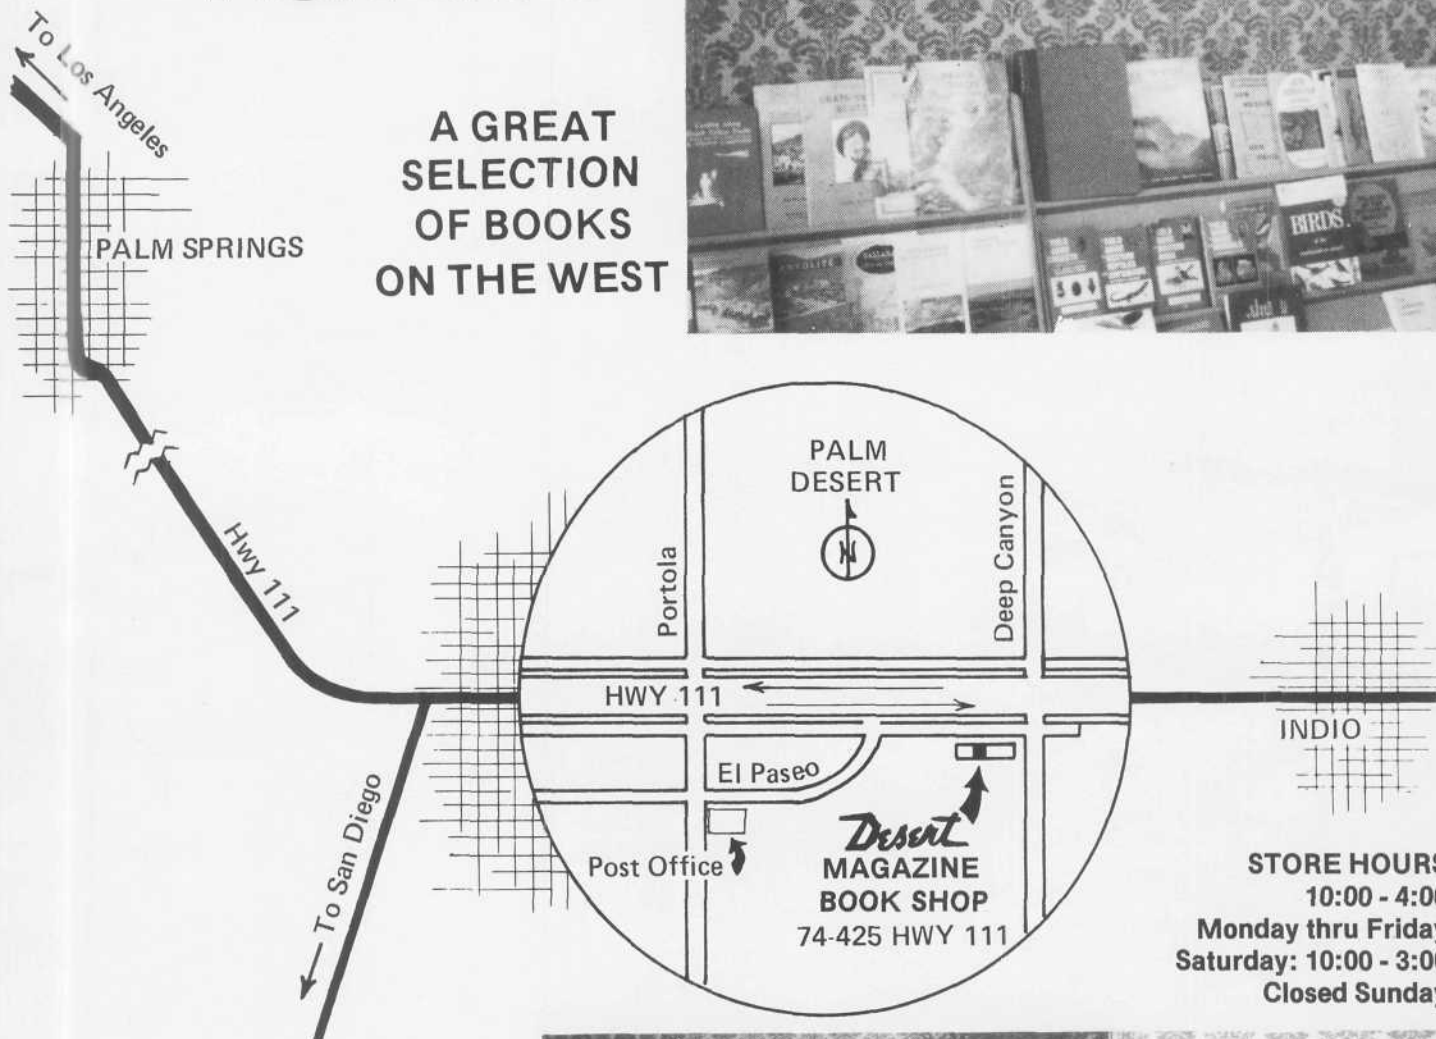 To Los Angeles
A GREAT
SELECTION
OF BOOKS
ON THE WEST
BIRDS
PALM SPRINGS
Hwy 111
PALM
DESERT
N
Portola
Deep Canyon
HWY 111
INDIO
El Paseo
To San Diego
Post Office
Desert
MAGAZINE
BOOK SHOP
74-425 HWY 111
STORE HOURS
10:00 - 4:00
Monday thru Friday
Saturday: 10:00 - 3:00
Closed Sunday